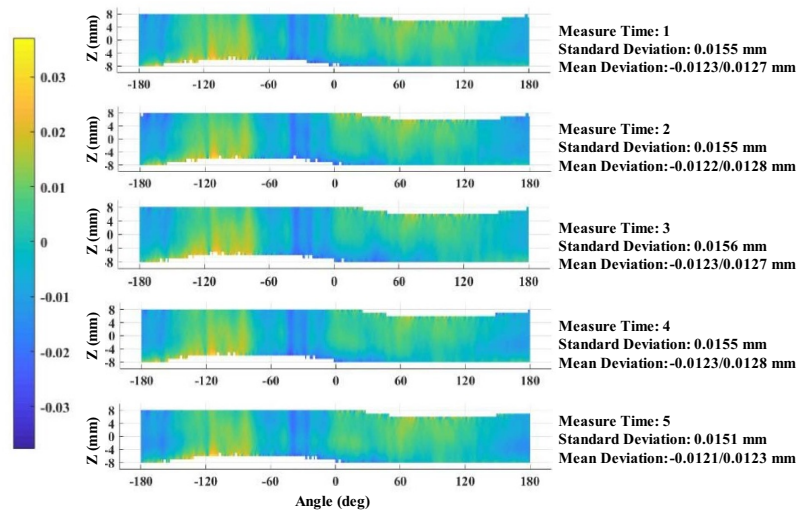 0.03
0.02
0.01
0
-0.01
-0.02
-0.03
Z (mm)
8
4
0
-4
-8
-180 -120 -60 0 60 120 180
Measure Time: 1
Standard Deviation: 0.0155 mm
Mean Deviation:-0.0123/0.0127 mm
Z (mm)
8
4
0
-4
-8
-180 -120 -60 0 60 120 180
Measure Time: 2
Standard Deviation: 0.0155 mm
Mean Deviation:-0.0122/0.0128 mm
Z (mm)
8
4
0
-4
-8
-180 -120 -60 0 60 120 180
Measure Time: 3
Standard Deviation: 0.0156 mm
Mean Deviation:-0.0123/0.0127 mm
Z (mm)
8
4
0
-4
-8
-180 -120 -60 0 60 120 180
Measure Time: 4
Standard Deviation: 0.0155 mm
Mean Deviation:-0.0123/0.0128 mm
Z (mm)
8
4
0
-4
-8
-180 -120 -60 0 60 120 180
Measure Time: 5
Standard Deviation: 0.0151 mm
Mean Deviation:-0.0121/0.0123 mm
Angle (deg)